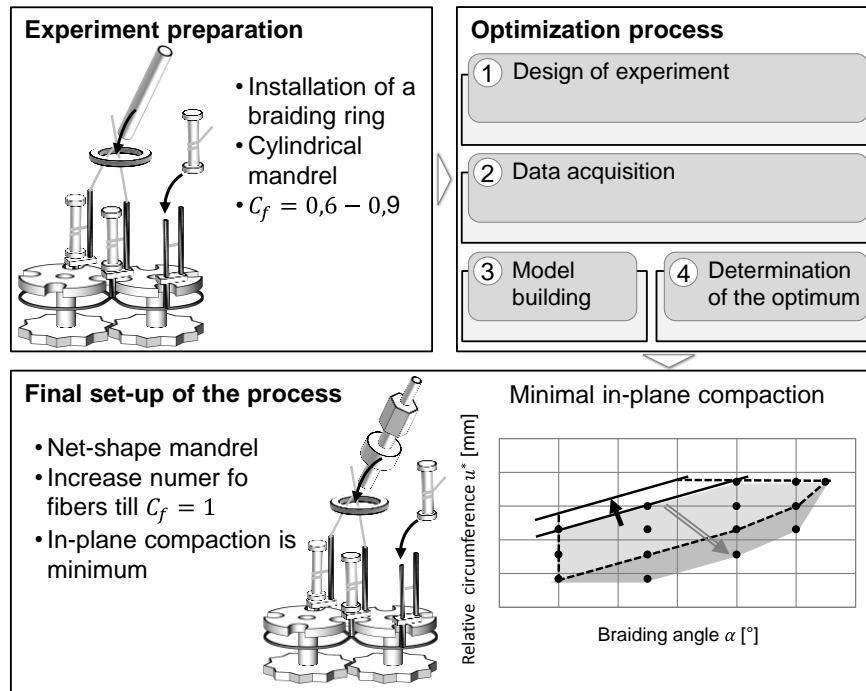 Experiment preparation
• Installation of a
braiding ring
• Cylindrical
mandrel
• C_f = 0,6 − 0,9
Optimization process
1 Design of experiment
2 Data acquisition
3 Model
building
4 Determination
of the optimum
Final set-up of the process
• Net-shape mandrel
• Increase numer fo
fibers till C_f = 1
• In-plane compaction is
minimum
Minimal in-plane compaction
Relative circumference u* [mm]
Braiding angle α [°]